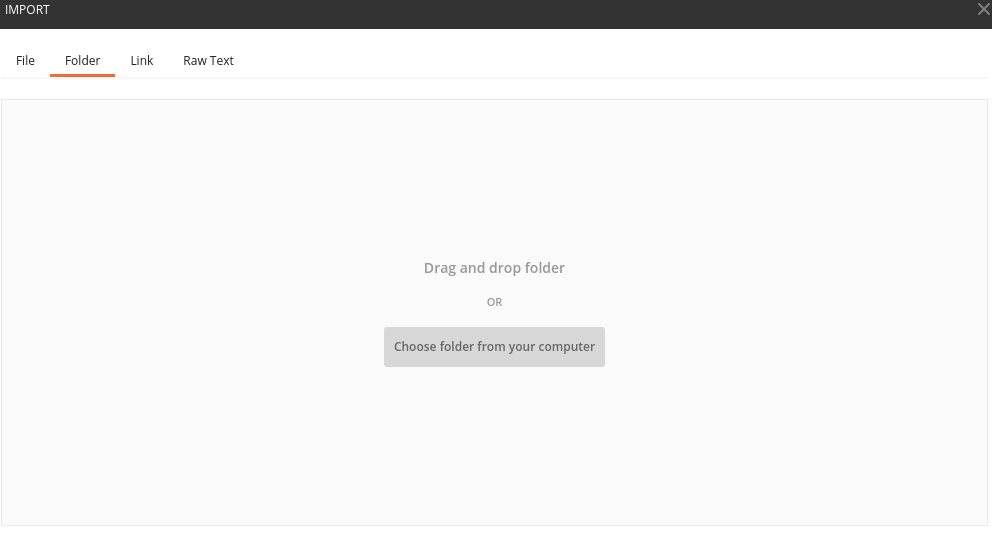 IMPORT
File Folder Link Raw Text
Drag and drop folder
OR
Choose folder from your computer